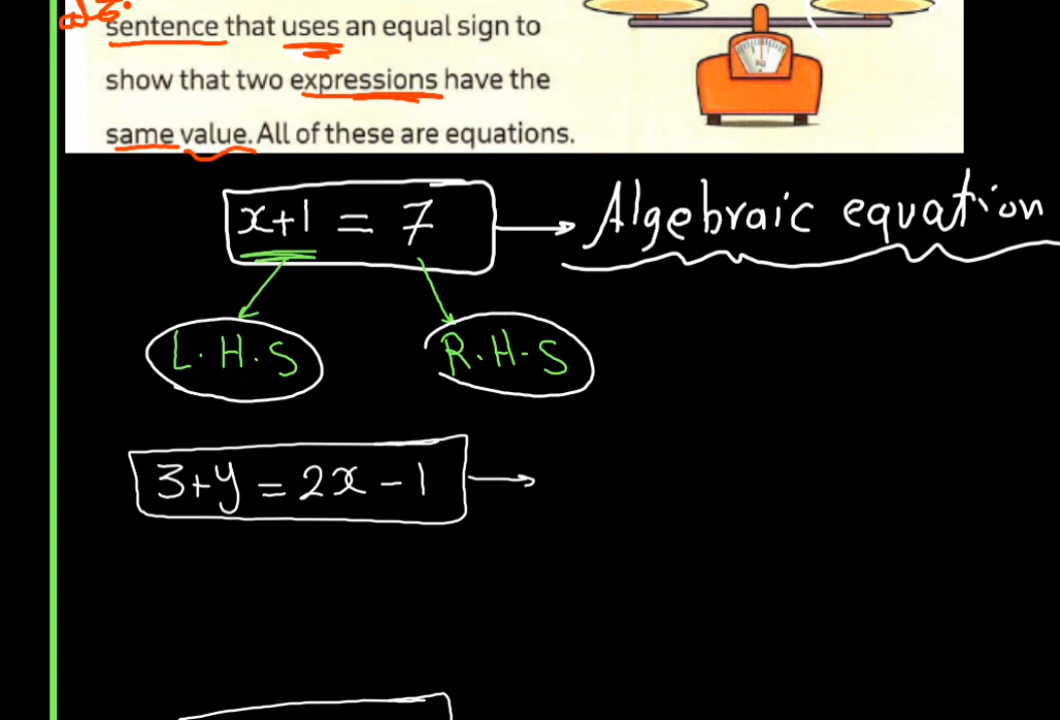 sentence that uses an equal sign to
show that two expressions have the
same value. All of these are equations.
x+1 = 7 → Algebraic equation
L.H.S R.H.S
3+y = 2x - 1 →